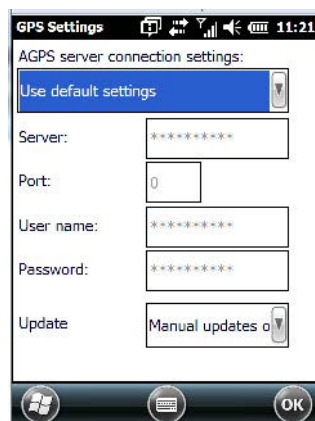 GPS Settings 11:21
AGPS server connection settings:
Use default settings
Server: **********
Port: 0
User name: **********
Password: **********
Update Manual updates o
OK